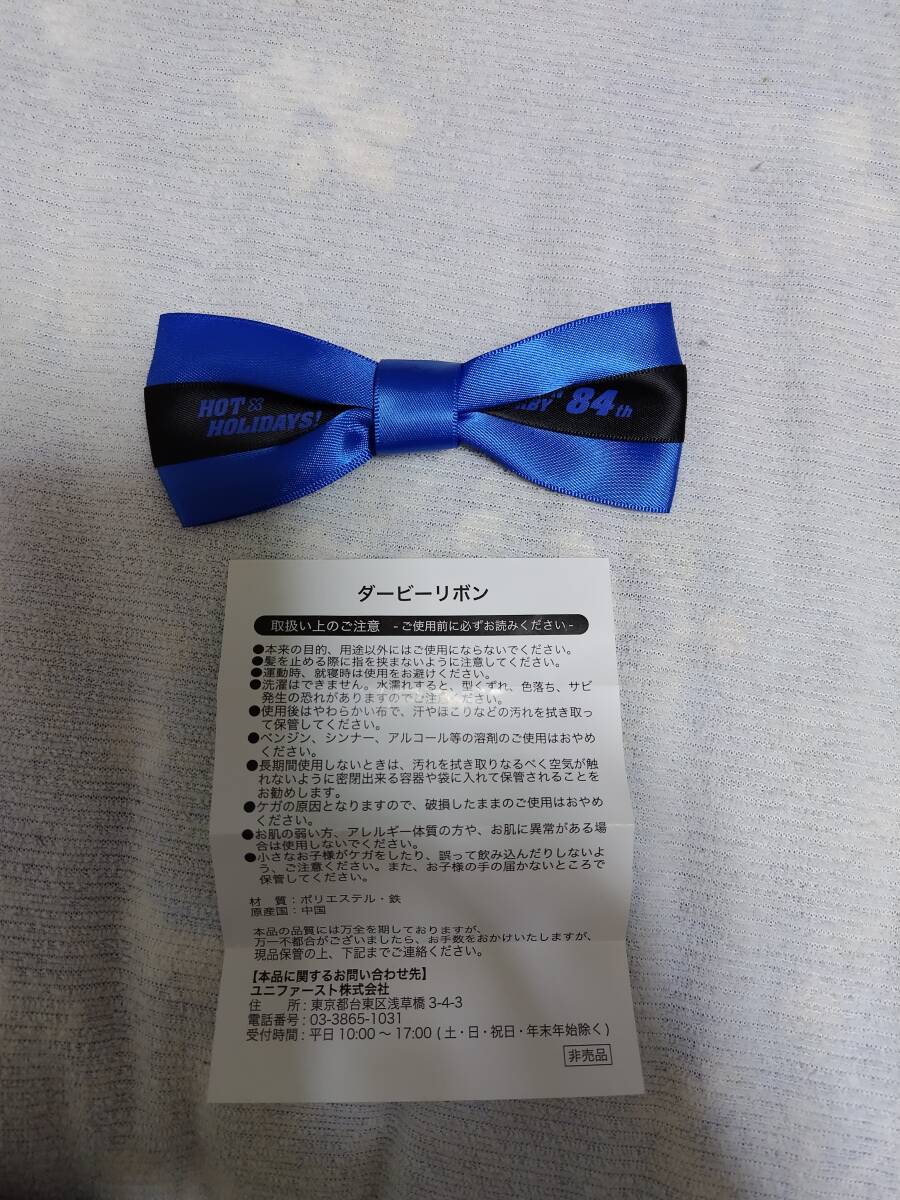 HOT
HOLIDAYS!
84th
ダービーリボン
取扱い上のご注意 -ご使用前に必ずお読みください-
●本来の目的、用途以外にはご使用にならないでください。
●髪を止める際に指を挟まないように注意してください。
●運動時、就寝時は使用をお避けください。
●洗濯はできません。水濡れすると、型くずれ、色落ち、サビ
発生の恐れがありますのでご注意ください。
●使用後はやわらかい布で、汗やほこりなどの汚れを拭き取っ
て保管してください。
●ベンジン、シンナー、アルコール等の溶剤のご使用はおやめ
ください。
●長期間使用しないときは、汚れを拭き取りなるべく空気が触
れないように密閉出来る容器や袋に入れて保管されることを
お勧めします。
●ケガの原因となりますので、破損したままのご使用はおやめ
ください。
●お肌の弱い方、アレルギー体質の方や、お肌に異常がある場
合は使用しないでください。
●小さなお子様がケガをしたり、誤って飲み込んだりしないよ
う、ご注意ください。また、お子様の手の届かないところで
保管してください。
材 質：ポリエステル・鉄
原産国：中国
本品の品質には万全を期しておりますが、
万一不都合がございましたら、お手数をおかけいたしますが、
現品保管の上、下記までご連絡ください。
【本品に関するお問い合わせ先】
ユニファースト株式会社
住 所：東京都台東区浅草橋 3-4-3
電話番号：03-3865-1031
受付時間：平日 10:00 〜 17:00 (土・日・祝日・年末年始除く)
非売品